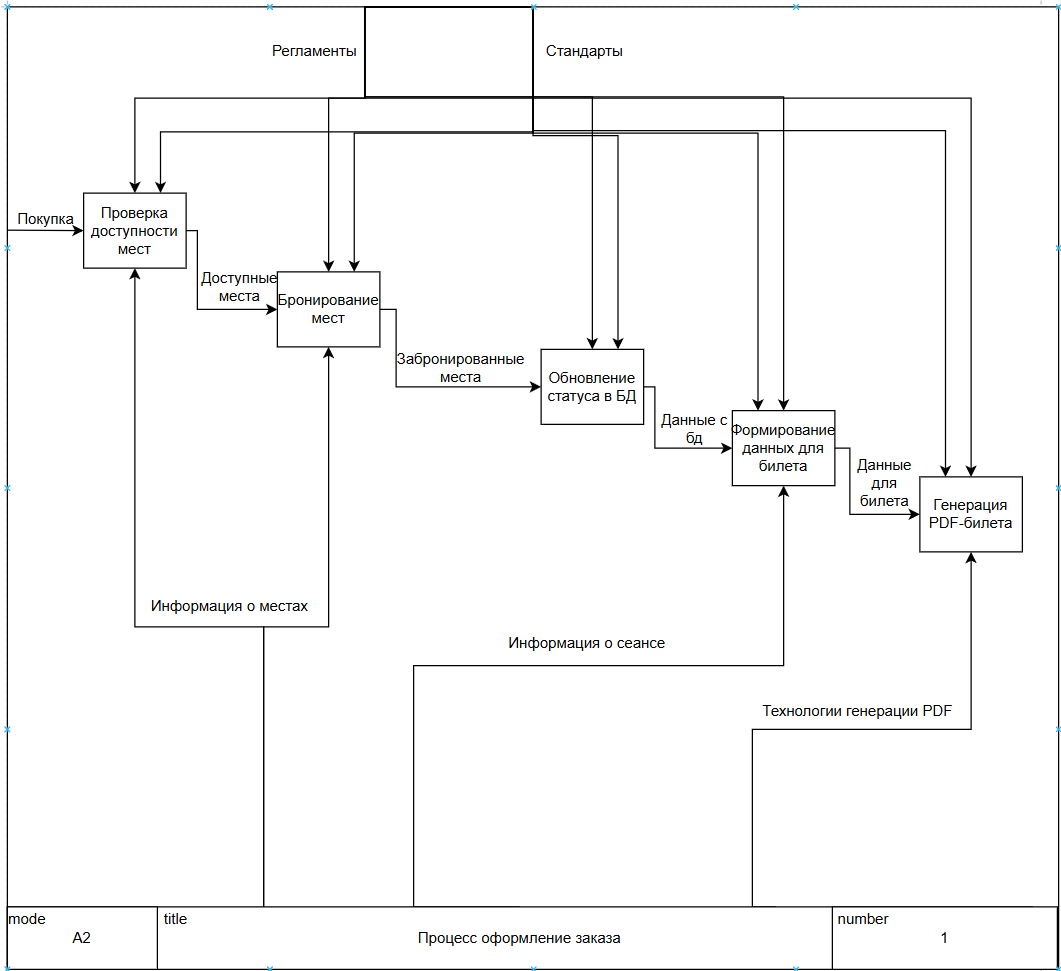 Регламенты
Стандарты
Покупка
Проверка
доступности
мест
Доступные
места
Бронирование
мест
Забронированные
места
Обновление
статуса в БД
Данные с
бд
Формирование
данных для
билета
Данные
для
билета
Генерация
PDF-билета
Информация о местах
Информация о сеансе
Технологии генерации PDF
mode
A2
title
Процесс оформление заказа
number
1